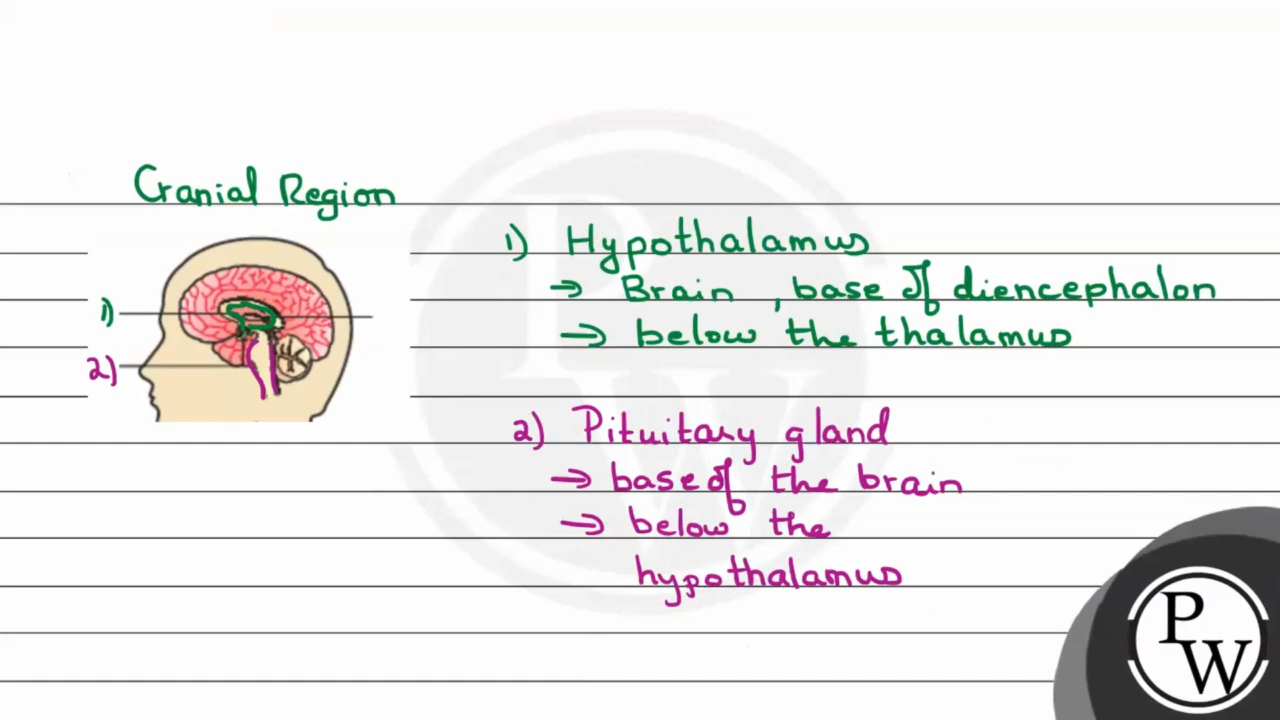 Cranial Region
1)
2)
1) Hypothalamus
→ Brain, base of diencephalon
→ below the thalamus
2) Pituitary gland
→ base of the brain
→ below the
hypothalamus
P
W
P
W